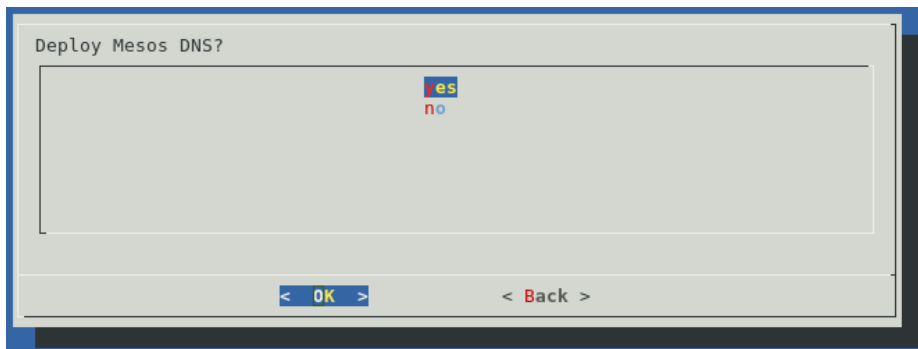 Deploy Mesos DNS?
yes
no
< OK > < Back >